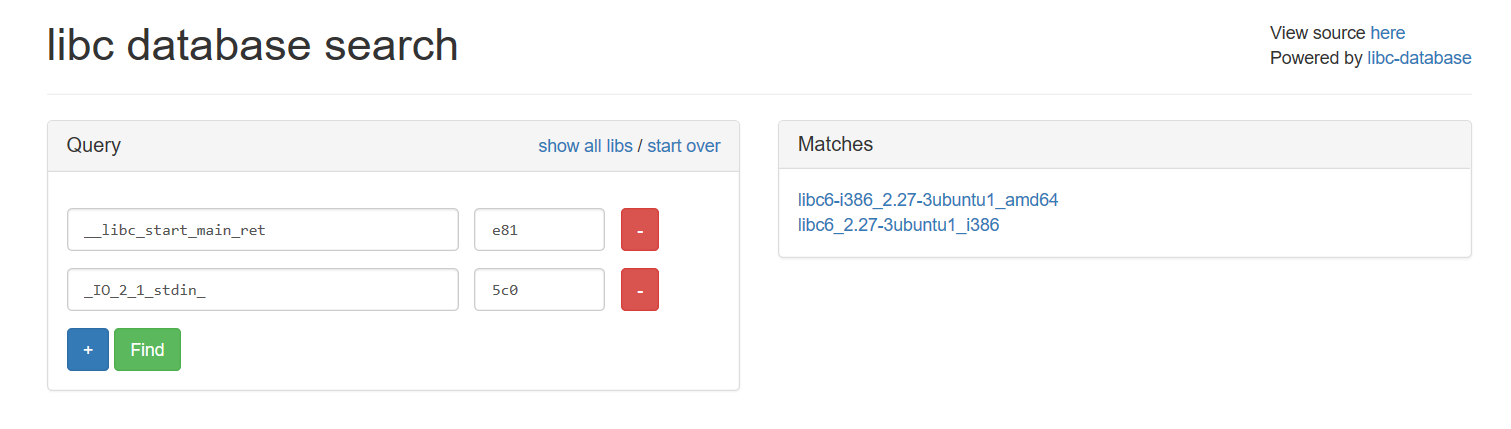 libc database search
View source here
Powered by libc-database
Query
show all libs / start over
__libc_start_main_ret
e81
-
_IO_2_1_stdin_
5c0
-
+
Find
Matches
libc6-i386_2.27-3ubuntu1_amd64
libc6_2.27-3ubuntu1_i386